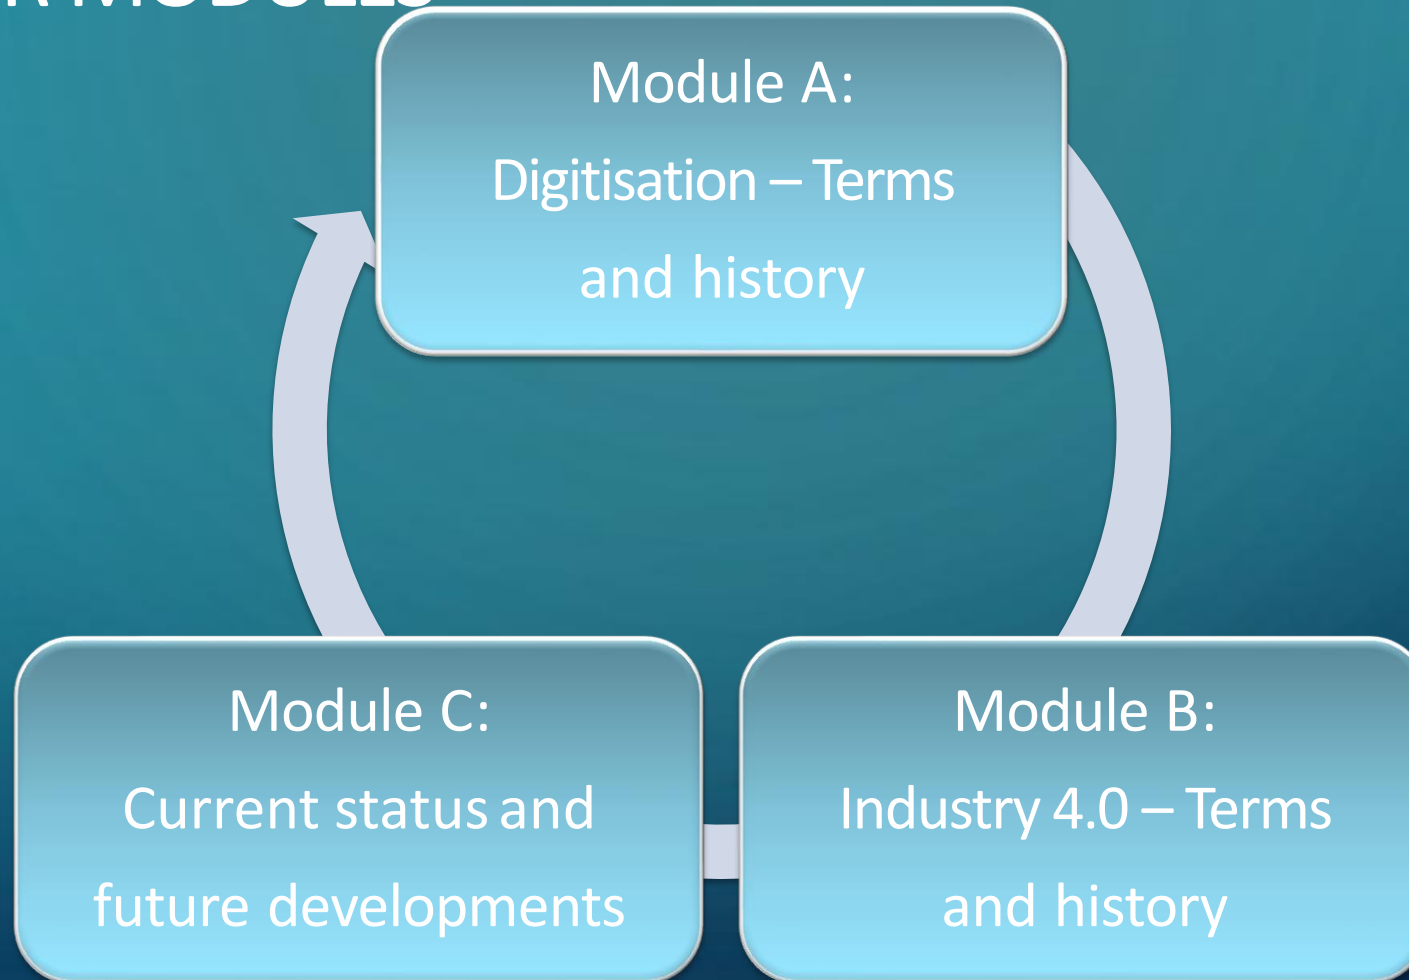 Module A:
Digitisation – Terms
and history
Module C:
Current status and
future developments
Module B:
Industry 4.0 – Terms
and history